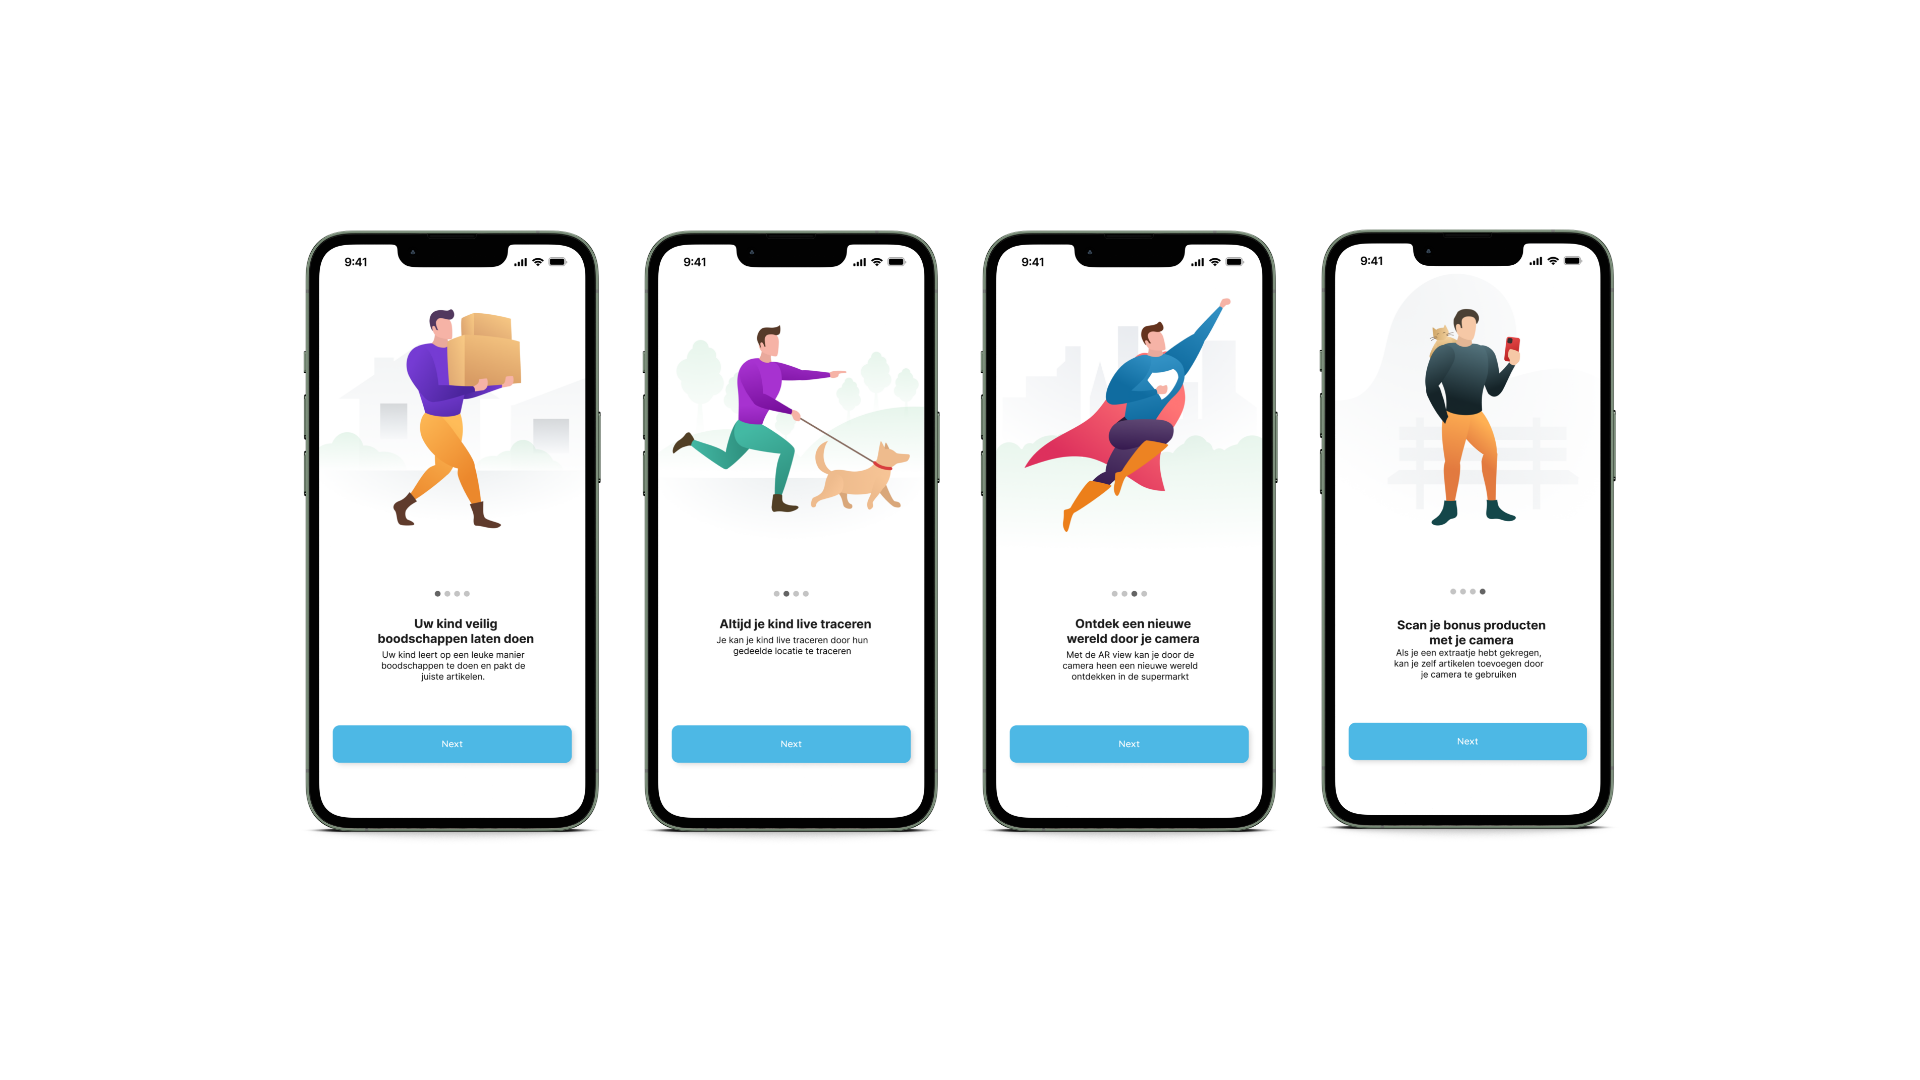 9:41
Uw kind veilig
boodschappen laten doen
Uw kind leert op een leuke manier
boodschappen te doen en pakt de
juiste artikelen.
Next
9:41
Altijd je kind live traceren
Je kan je kind live traceren door hun
gedeelde locatie te traceren
Next
9:41
Ontdek een nieuwe
wereld door je camera
Met de AR view kan je door de
camera heen een nieuwe wereld
ontdekken in de supermarkt
Next
9:41
Scan je bonus producten
met je camera
Als je een extraatje hebt gekregen,
kan je zelf artikelen toevoegen door
je camera te gebruiken
Next